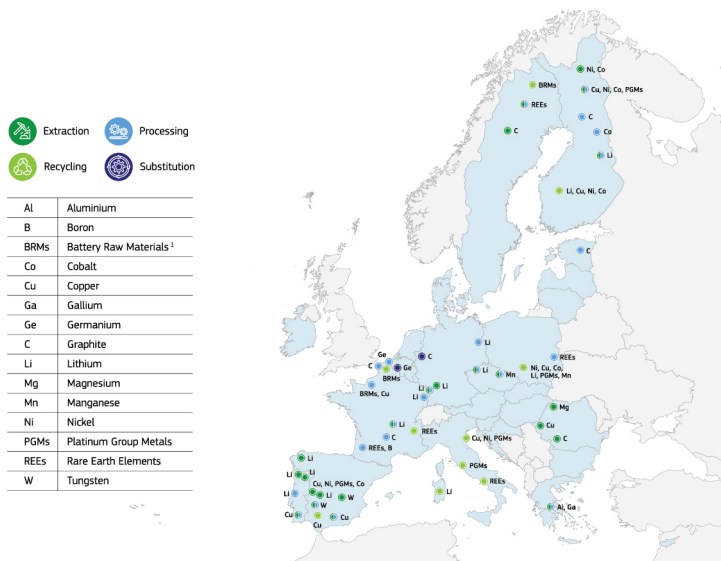 Extraction
Processing
Recycling
Substitution
Al Aluminium
B Boron
BRMs Battery Raw Materials ¹
Co Cobalt
Cu Copper
Ga Gallium
Ge Germanium
C Graphite
Li Lithium
Mg Magnesium
Mn Manganese
Ni Nickel
PGMs Platinum Group Metals
REEs Rare Earth Elements
W Tungsten
Ni, Co
BRMs
Cu, Ni, Co, PGMs
REEs
C
C
Co
Li
Li, Cu, Ni, Co
C
Li
Ge
C
C
Ge
BRMs
REEs
Ni, Cu, Co,
Li, PGMs, Mn
Li
Mn
BRMs, Cu
Li
Li
Li
Mg
Li
Cu
REEs
C
Cu, Ni, PGMs
C
REEs, B
Li
PGMs
Li
Li
REEs
Cu, Ni, PGMs, Co
Li
Li
Li
W
W
Al, Ga
Cu
Cu
Cu